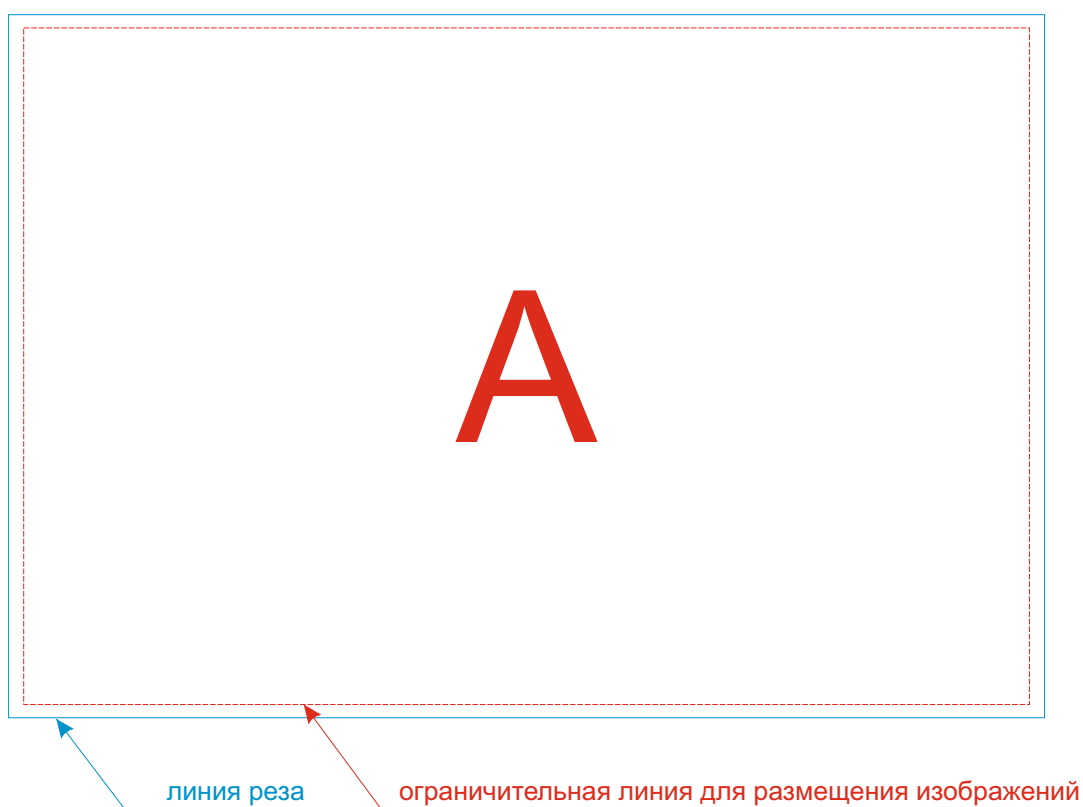 А
линия реза
ограничительная линия для размещения изображений